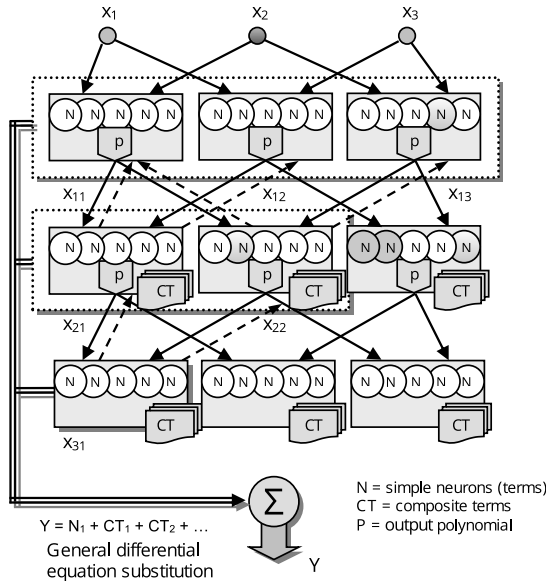 x1 x2 x3
N N N N N N N N N N N N N N N
p p p
x11 x12 x13
N N N N N N N N N N N N N N N
p p p
CT CT CT
x21 x22
N N N N N N N N N N N N N N N
CT CT CT
x31
Σ
N = simple neurons (terms)
CT = composite terms
P = output polynomial
Y = N1 + CT1 + CT2 + ...
General differential
equation substitution
Y